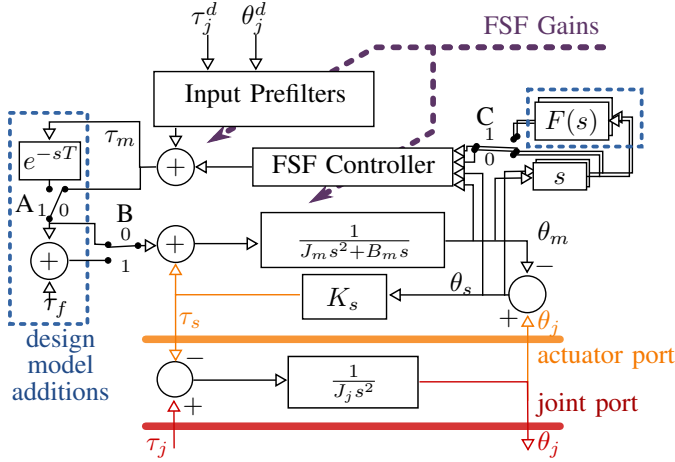 τ_j^d θ_j^d FSF Gains
Input Prefilters
C
1
0
F(s)
τ_m
e^{-sT}
+
FSF Controller
s
A
1 0
B
0
1
+
+
1/(J_m s^2+B_m s)
θ_m
−
+
K_s
θ_s
τ_f
τ_s
θ_j
design
model
additions
actuator port
−
+
1/(J_j s^2)
joint port
τ_j
θ_j